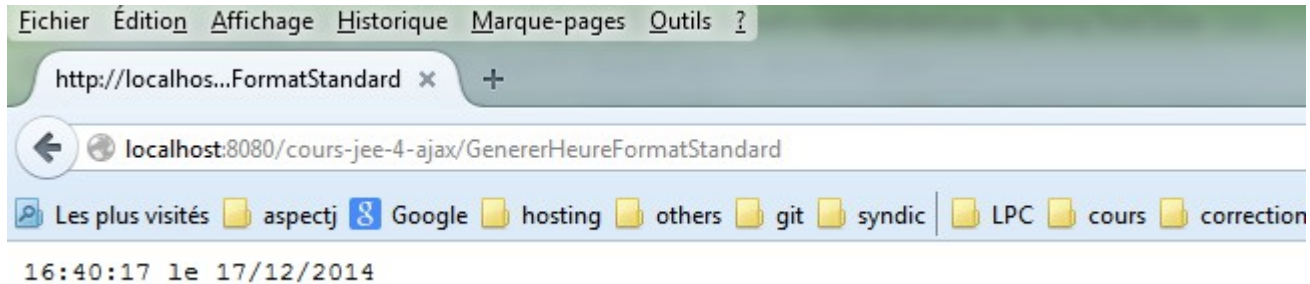 Fichier Édition Affichage Historique Marque-pages Outils ?
http://localhos...FormatStandard
localhost:8080/cours-jee-4-ajax/GenererHeureFormatStandard
Les plus visités aspectj Google hosting others git syndic LPC cours correction
16:40:17 le 17/12/2014